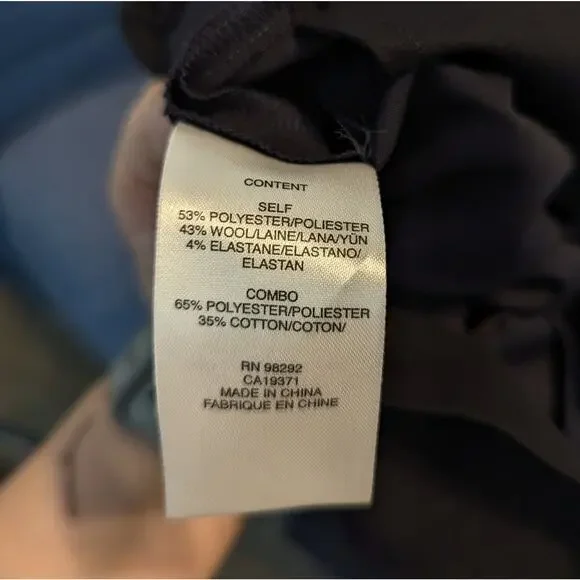 CONTENT
SELF
53% POLYESTER/POLIESTER
43% WOOL/LAINE/LANA/YÜN
4% ELASTANE/ELASTANO/
ELASTAN
COMBO
65% POLYESTER/POLIESTER
35% COTTON/COTON/
RN 98292
CA19371
MADE IN CHINA
FABRIQUE EN CHINE